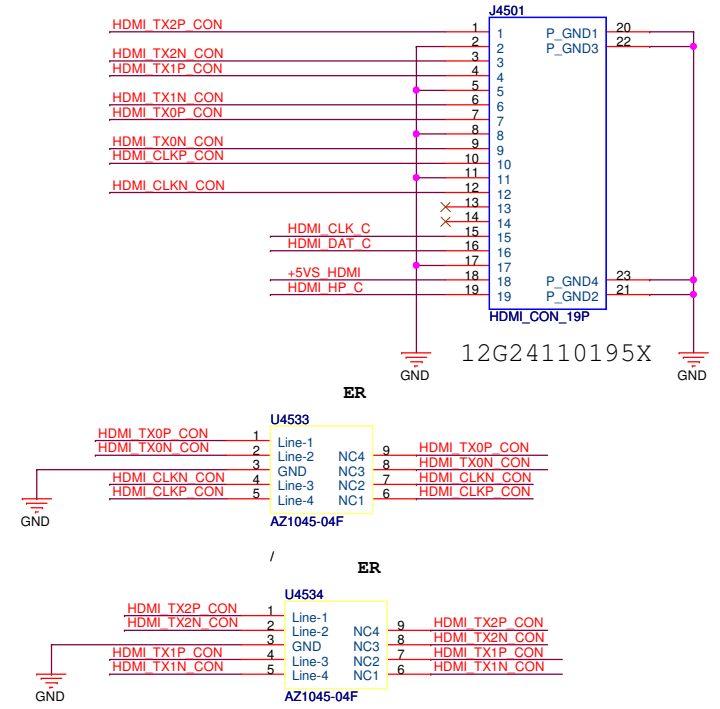 J4501
HDMI_TX2P_CON 1 1 P_GND1 20
2 2 P_GND3 22
HDMI_TX2N_CON 3 3
HDMI_TX1P_CON 4 4
5 5
HDMI_TX1N_CON 6 6
HDMI_TX0P_CON 7 7
8 8
HDMI_TX0N_CON 9 9
HDMI_CLKP_CON 10 10
11 11
HDMI_CLKN_CON 12 12
13 13
14 14
HDMI_CLK_C 15 15
HDMI_DAT_C 16 16
17 17
+5VS_HDMI 18 18 P_GND4 23
HDMI_HP_C 19 19 P_GND2 21
HDMI_CON_19P
12G24110195X
GND GND
ER
U4533
HDMI_TX0P_CON 1 Line-1
HDMI_TX0N_CON 2 Line-2 NC4 9 HDMI_TX0P_CON
3 GND NC3 8 HDMI_TX0N_CON
HDMI_CLKN_CON 4 Line-3 NC2 7 HDMI_CLKN_CON
HDMI_CLKP_CON 5 Line-4 NC1 6 HDMI_CLKP_CON
GND AZ1045-04F
/
ER
U4534
HDMI_TX2P_CON 1 Line-1
HDMI_TX2N_CON 2 Line-2 NC4 9 HDMI_TX2P_CON
3 GND NC3 8 HDMI_TX2N_CON
HDMI_TX1P_CON 4 Line-3 NC2 7 HDMI_TX1P_CON
HDMI_TX1N_CON 5 Line-4 NC1 6 HDMI_TX1N_CON
GND AZ1045-04F